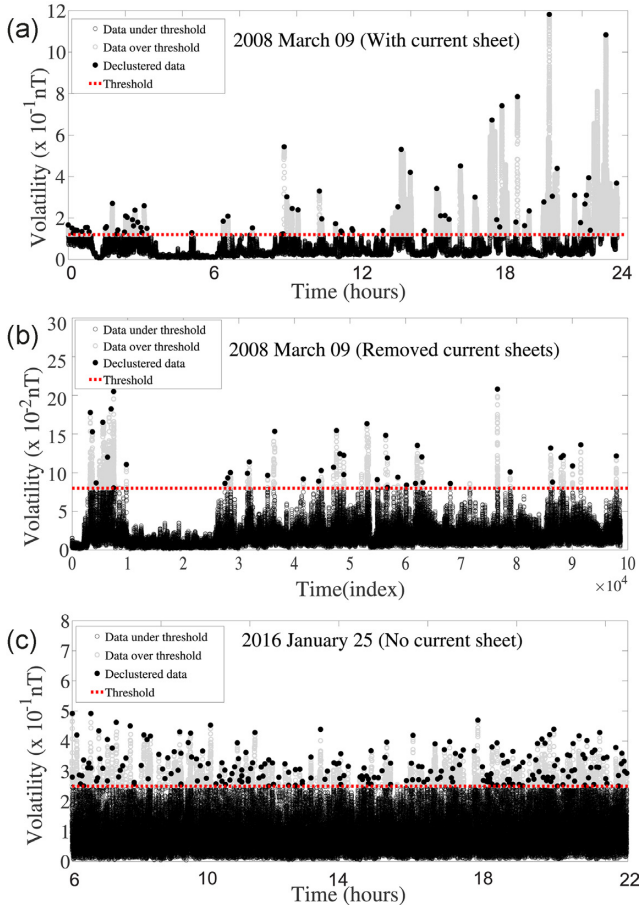 (a)
2008 March 09 (With current sheet)
Data under threshold
Data over threshold
Declustered data
Threshold
Volatility (x 10⁻¹nT)
12
10
8
6
4
2
0
0 6 12 18 24
Time (hours)
(b)
2008 March 09 (Removed current sheets)
Data under threshold
Data over threshold
Declustered data
Threshold
Volatility (x 10⁻²nT)
30
25
20
15
10
5
0
0 1 2 3 4 5 6 7 8 9 10
Time(index)
×10⁴
(c)
2016 January 25 (No current sheet)
Data under threshold
Data over threshold
Declustered data
Threshold
Volatility (x 10⁻¹nT)
8
7
6
5
4
3
2
1
0
6 10 14 18 22
Time (hours)